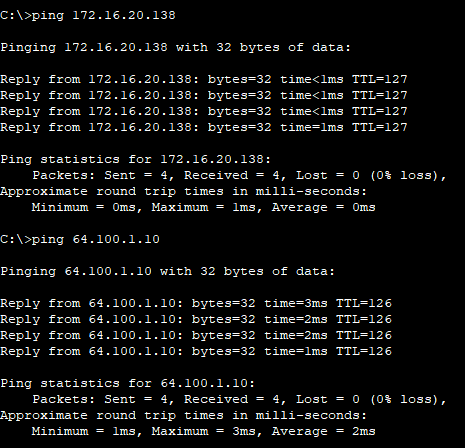 C:\>ping 172.16.20.138
Pinging 172.16.20.138 with 32 bytes of data:
Reply from 172.16.20.138: bytes=32 time<1ms TTL=127
Reply from 172.16.20.138: bytes=32 time<1ms TTL=127
Reply from 172.16.20.138: bytes=32 time<1ms TTL=127
Reply from 172.16.20.138: bytes=32 time=1ms TTL=127
Ping statistics for 172.16.20.138:
    Packets: Sent = 4, Received = 4, Lost = 0 (0% loss),
Approximate round trip times in milli-seconds:
    Minimum = 0ms, Maximum = 1ms, Average = 0ms
C:\>ping 64.100.1.10
Pinging 64.100.1.10 with 32 bytes of data:
Reply from 64.100.1.10: bytes=32 time=3ms TTL=126
Reply from 64.100.1.10: bytes=32 time=2ms TTL=126
Reply from 64.100.1.10: bytes=32 time=2ms TTL=126
Reply from 64.100.1.10: bytes=32 time=1ms TTL=126
Ping statistics for 64.100.1.10:
    Packets: Sent = 4, Received = 4, Lost = 0 (0% loss),
Approximate round trip times in milli-seconds:
    Minimum = 1ms, Maximum = 3ms, Average = 2ms